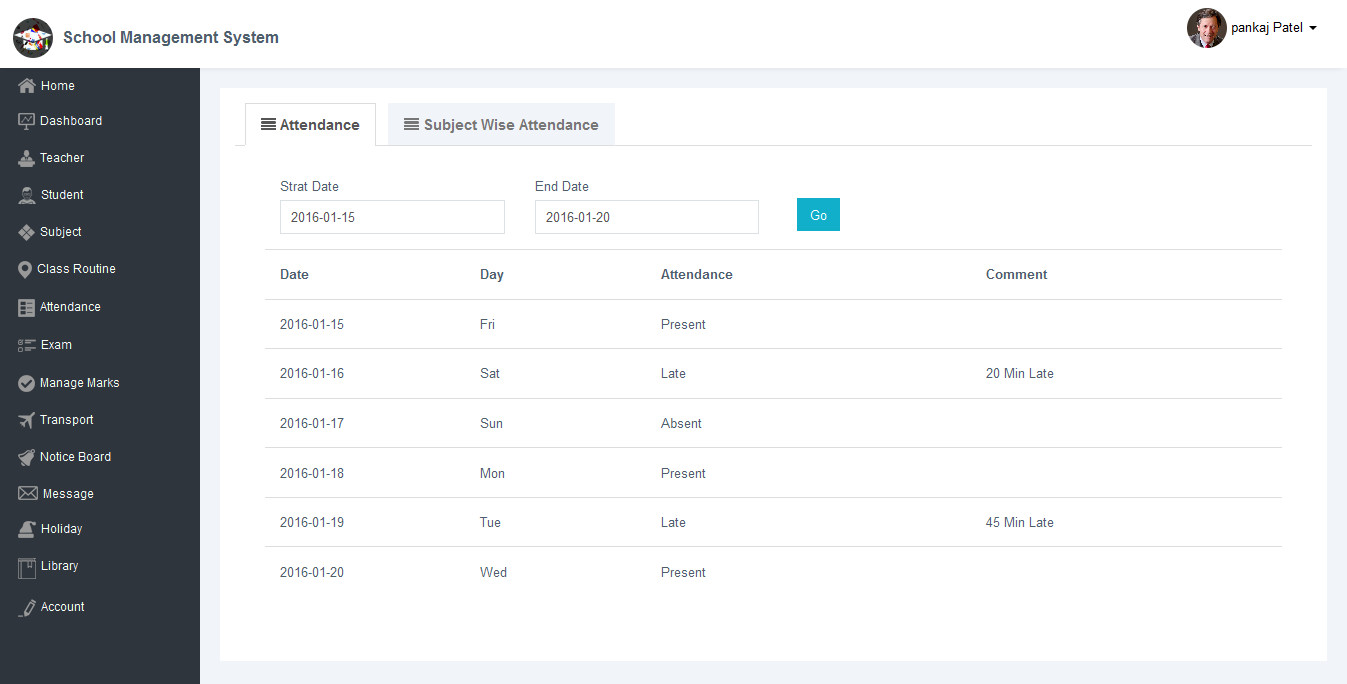 School Management System
pankaj Patel
Home
Dashboard
Teacher
Student
Subject
Class Routine
Attendance
Exam
Manage Marks
Transport
Notice Board
Message
Holiday
Library
Account
Attendance Subject Wise Attendance
Strat Date End Date
2016-01-15 2016-01-20 Go
Date Day Attendance Comment
2016-01-15 Fri Present
2016-01-16 Sat Late 20 Min Late
2016-01-17 Sun Absent
2016-01-18 Mon Present
2016-01-19 Tue Late 45 Min Late
2016-01-20 Wed Present